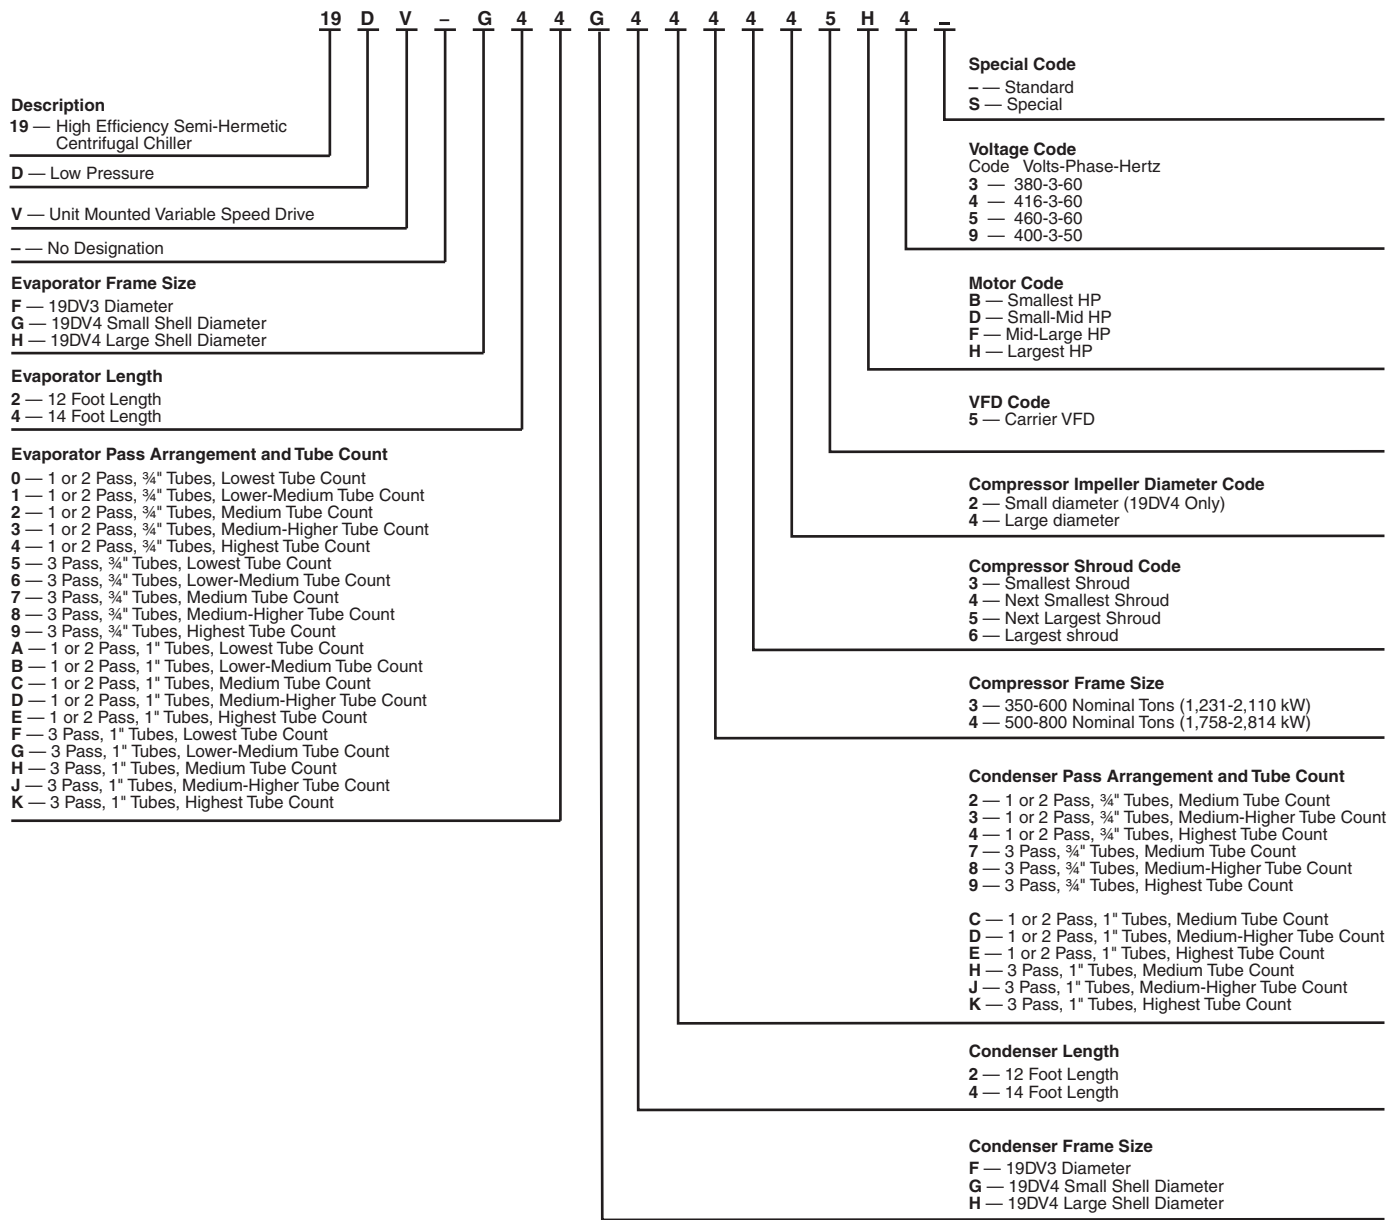 19 D V – G 4 4 G 4 4 4 4 4 5 H 4 –
Description
19 — High Efficiency Semi-Hermetic
Centrifugal Chiller
D — Low Pressure
V — Unit Mounted Variable Speed Drive
– — No Designation
Evaporator Frame Size
F — 19DV3 Diameter
G — 19DV4 Small Shell Diameter
H — 19DV4 Large Shell Diameter
Evaporator Length
2 — 12 Foot Length
4 — 14 Foot Length
Evaporator Pass Arrangement and Tube Count
0 — 1 or 2 Pass, ¾" Tubes, Lowest Tube Count
1 — 1 or 2 Pass, ¾" Tubes, Lower-Medium Tube Count
2 — 1 or 2 Pass, ¾" Tubes, Medium Tube Count
3 — 1 or 2 Pass, ¾" Tubes, Medium-Higher Tube Count
4 — 1 or 2 Pass, ¾" Tubes, Highest Tube Count
5 — 3 Pass, ¾" Tubes, Lowest Tube Count
6 — 3 Pass, ¾" Tubes, Lower-Medium Tube Count
7 — 3 Pass, ¾" Tubes, Medium Tube Count
8 — 3 Pass, ¾" Tubes, Medium-Higher Tube Count
9 — 3 Pass, ¾" Tubes, Highest Tube Count
A — 1 or 2 Pass, 1" Tubes, Lowest Tube Count
B — 1 or 2 Pass, 1" Tubes, Lower-Medium Tube Count
C — 1 or 2 Pass, 1" Tubes, Medium Tube Count
D — 1 or 2 Pass, 1" Tubes, Medium-Higher Tube Count
E — 1 or 2 Pass, 1" Tubes, Highest Tube Count
F — 3 Pass, 1" Tubes, Lowest Tube Count
G — 3 Pass, 1" Tubes, Lower-Medium Tube Count
H — 3 Pass, 1" Tubes, Medium Tube Count
J — 3 Pass, 1" Tubes, Medium-Higher Tube Count
K — 3 Pass, 1" Tubes, Highest Tube Count
Special Code
– — Standard
S — Special
Voltage Code
Code Volts-Phase-Hertz
3 — 380-3-60
4 — 416-3-60
5 — 460-3-60
9 — 400-3-50
Motor Code
B — Smallest HP
D — Small-Mid HP
F — Mid-Large HP
H — Largest HP
VFD Code
5 — Carrier VFD
Compressor Impeller Diameter Code
2 — Small diameter (19DV4 Only)
4 — Large diameter
Compressor Shroud Code
3 — Smallest Shroud
4 — Next Smallest Shroud
5 — Next Largest Shroud
6 — Largest shroud
Compressor Frame Size
3 — 350-600 Nominal Tons (1,231-2,110 kW)
4 — 500-800 Nominal Tons (1,758-2,814 kW)
Condenser Pass Arrangement and Tube Count
2 — 1 or 2 Pass, ¾" Tubes, Medium Tube Count
3 — 1 or 2 Pass, ¾" Tubes, Medium-Higher Tube Count
4 — 1 or 2 Pass, ¾" Tubes, Highest Tube Count
7 — 3 Pass, ¾" Tubes, Medium Tube Count
8 — 3 Pass, ¾" Tubes, Medium-Higher Tube Count
9 — 3 Pass, ¾" Tubes, Highest Tube Count
C — 1 or 2 Pass, 1" Tubes, Medium Tube Count
D — 1 or 2 Pass, 1" Tubes, Medium-Higher Tube Count
E — 1 or 2 Pass, 1" Tubes, Highest Tube Count
H — 3 Pass, 1" Tubes, Medium Tube Count
J — 3 Pass, 1" Tubes, Medium-Higher Tube Count
K — 3 Pass, 1" Tubes, Highest Tube Count
Condenser Length
2 — 12 Foot Length
4 — 14 Foot Length
Condenser Frame Size
F — 19DV3 Diameter
G — 19DV4 Small Shell Diameter
H — 19DV4 Large Shell Diameter